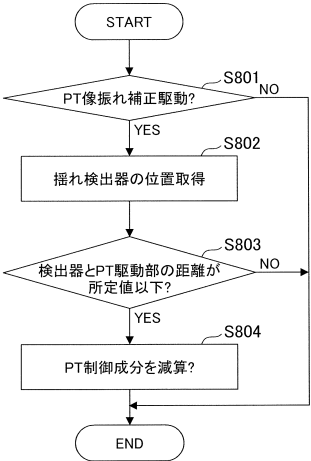 START
S801
PT像振れ補正駆動?
NO
YES
S802
揺れ検出器の位置取得
S803
検出器とPT駆動部の距離が
所定値以下?
NO
YES
S804
PT制御成分を減算?
END